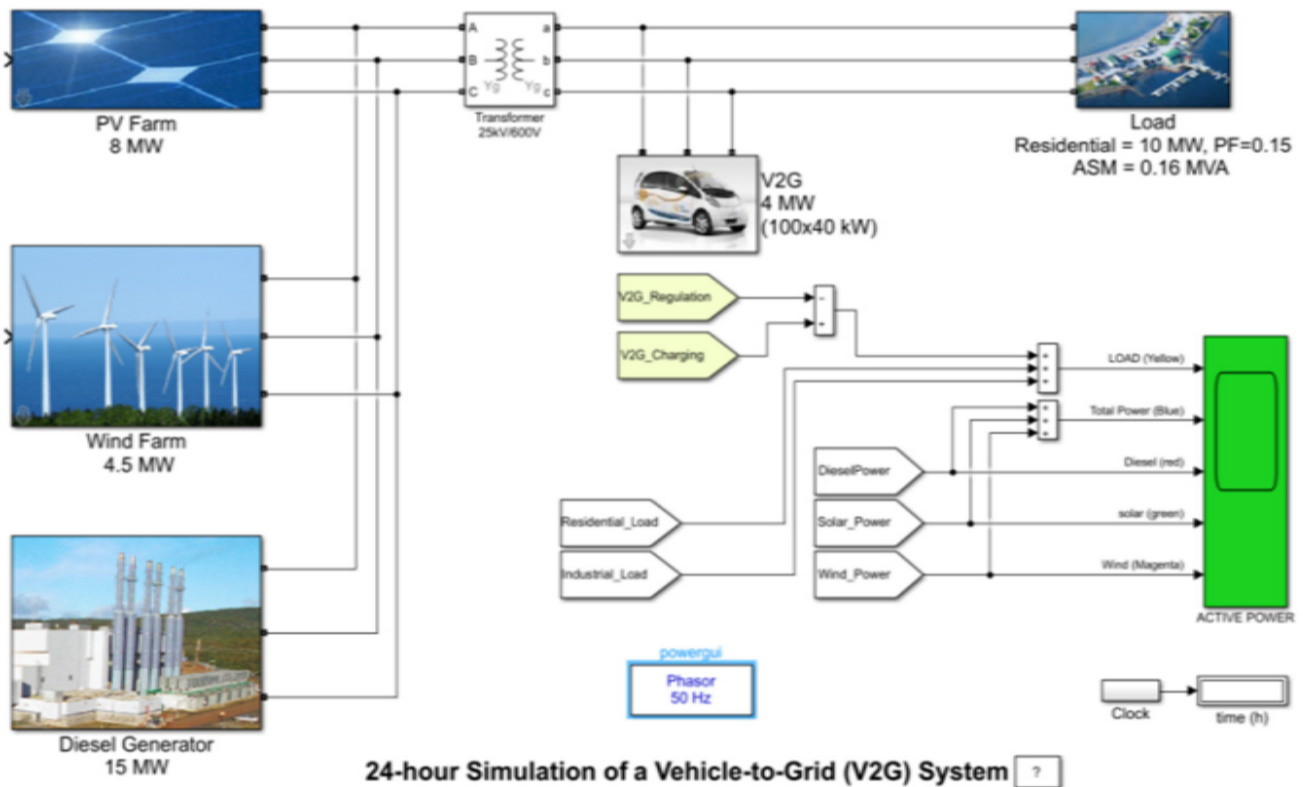 A
B
C
a
b
c
Yg
Yg
Transformer
25kV/600V
PV Farm
8 MW
Load
Residential = 10 MW, PF=0.15
ASM = 0.16 MVA
V2G
4 MW
(100x40 kW)
V2G_Regulation
V2G_Charging
Wind Farm
4.5 MW
LOAD (Yellow)
Total Power (Blue)
Diesel (red)
solar (green)
Wind (Magenta)
DieselPower
Solar_Power
Wind_Power
Residential_Load
Industrial_Load
ACTIVE POWER
powergui
Phasor
50 Hz
Clock
time (h)
Diesel Generator
15 MW
24-hour Simulation of a Vehicle-to-Grid (V2G) System
?